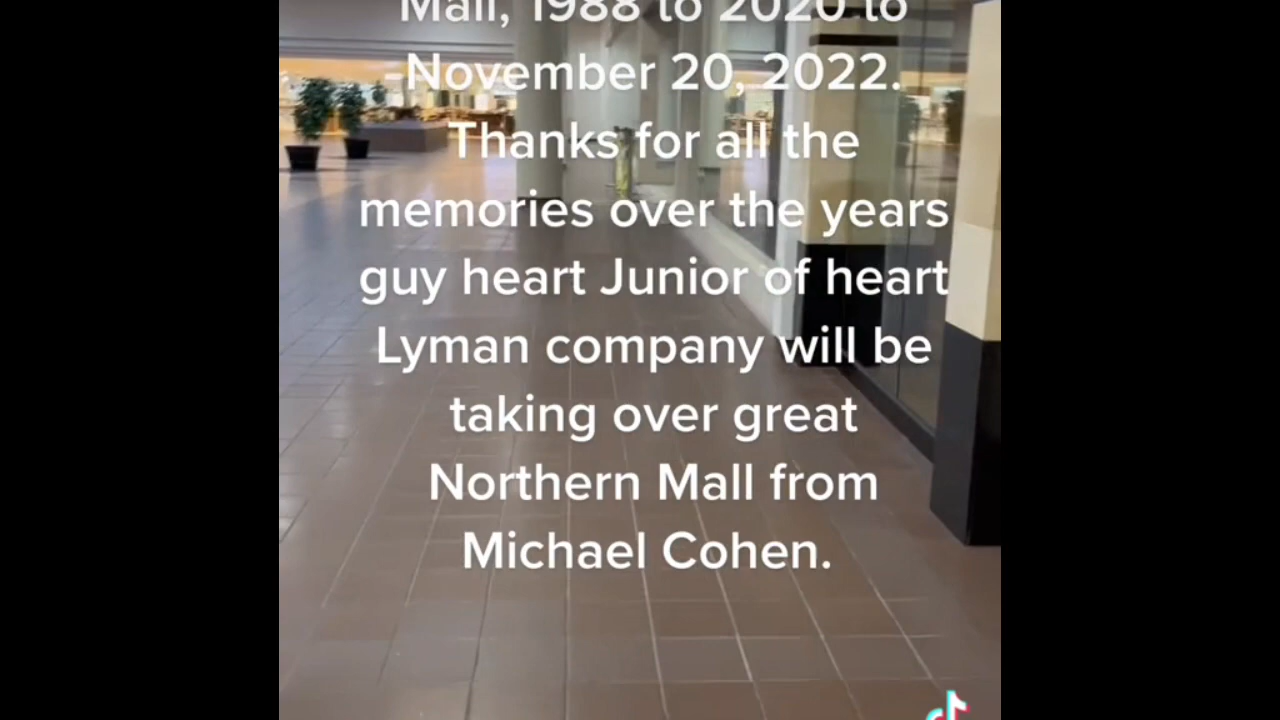 Mall, 1988 to 2020 to
-November 20, 2022.
Thanks for all the
memories over the years
guy heart Junior of heart
Lyman company will be
taking over great
Northern Mall from
Michael Cohen.